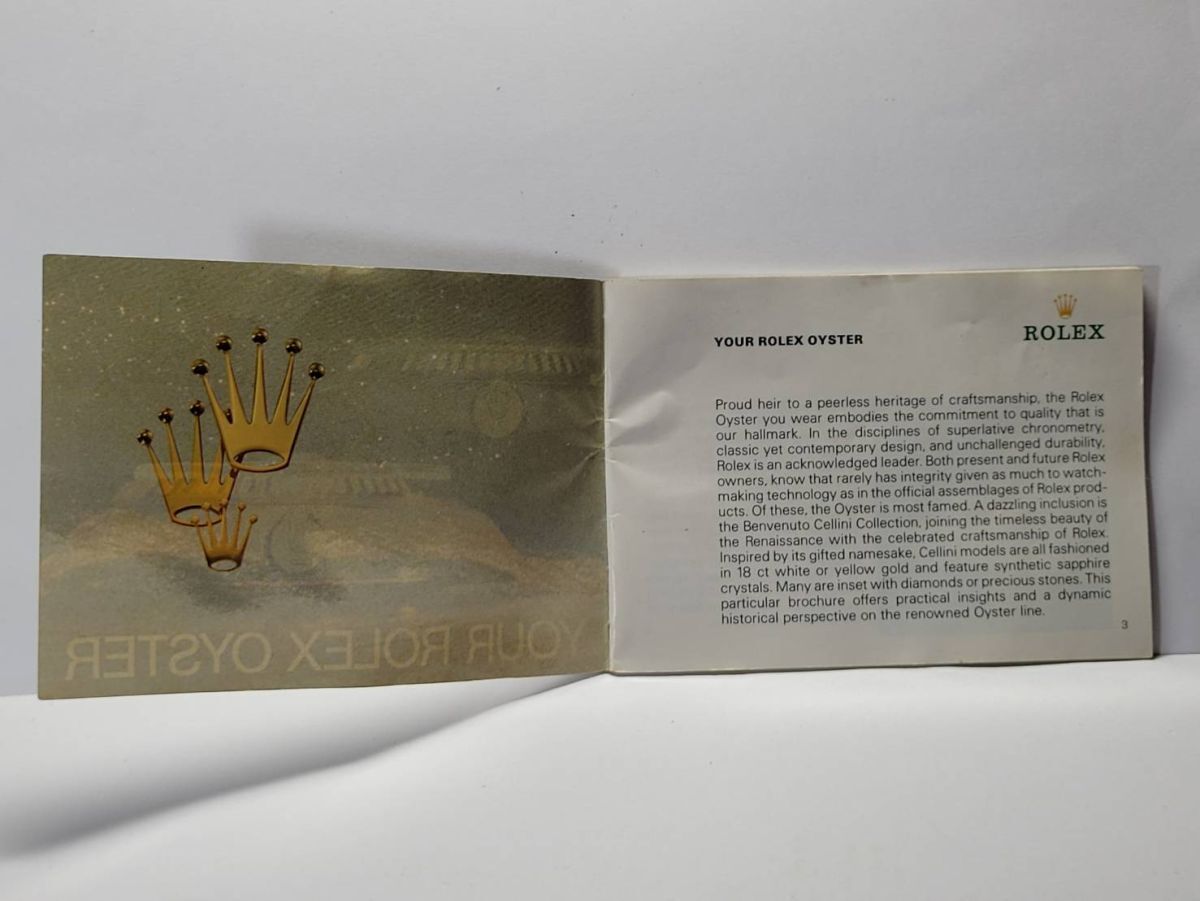 YOUR ROLEX OYSTER
YOUR ROLEX OYSTER
ROLEX
Proud heir to a peerless heritage of craftsmanship, the Rolex
Oyster you wear embodies the commitment to quality that is
our hallmark. In the disciplines of superlative chronometry,
classic yet contemporary design, and unchallenged durability,
Rolex is an acknowledged leader. Both present and future Rolex
owners, know that rarely has integrity given as much to watch-
making technology as in the official assemblages of Rolex prod-
ucts. Of these, the Oyster is most famed. A dazzling inclusion is
the Benvenuto Cellini Collection, joining the timeless beauty of
the Renaissance with the celebrated craftsmanship of Rolex.
Inspired by its gifted namesake, Cellini models are all fashioned
in 18 ct white or yellow gold and feature synthetic sapphire
crystals. Many are inset with diamonds or precious stones. This
particular brochure offers practical insights and a dynamic
historical perspective on the renowned Oyster line.
3